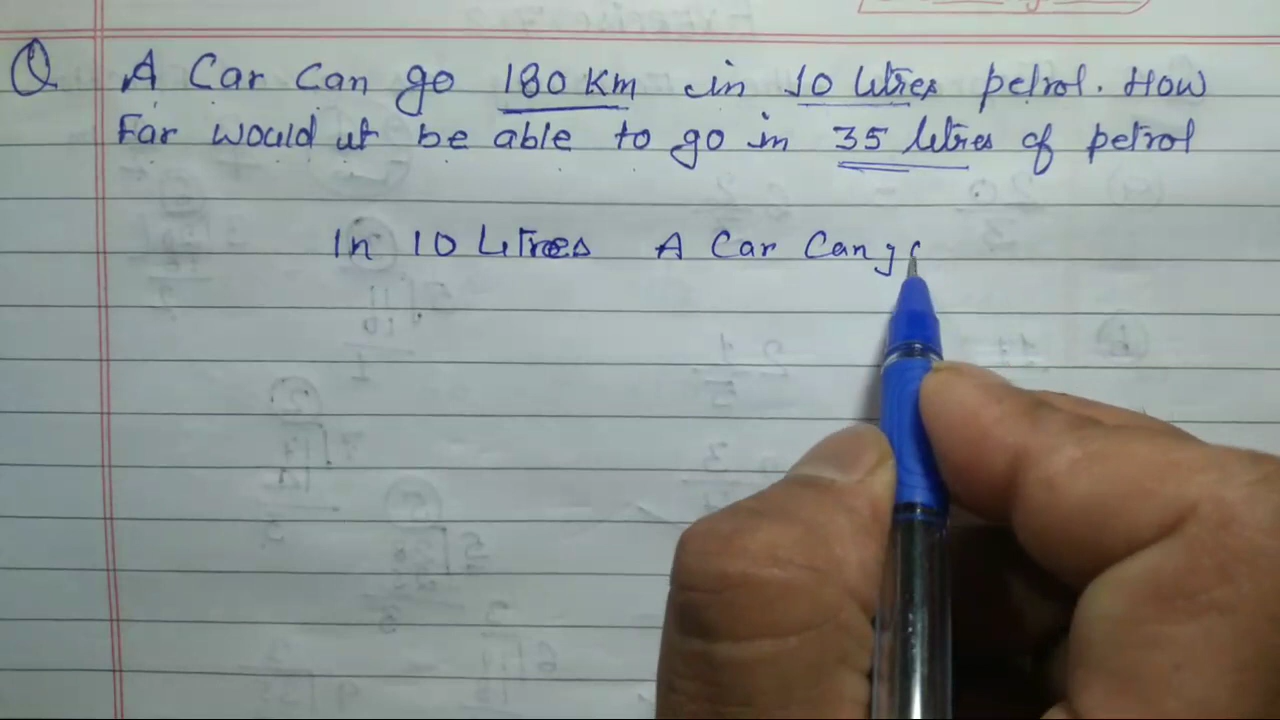 Q A Car Can go 180 Km in 10 litres petrol. How
Far would it be able to go in 35 litres of petrol
In 10 Litres A Car Can go